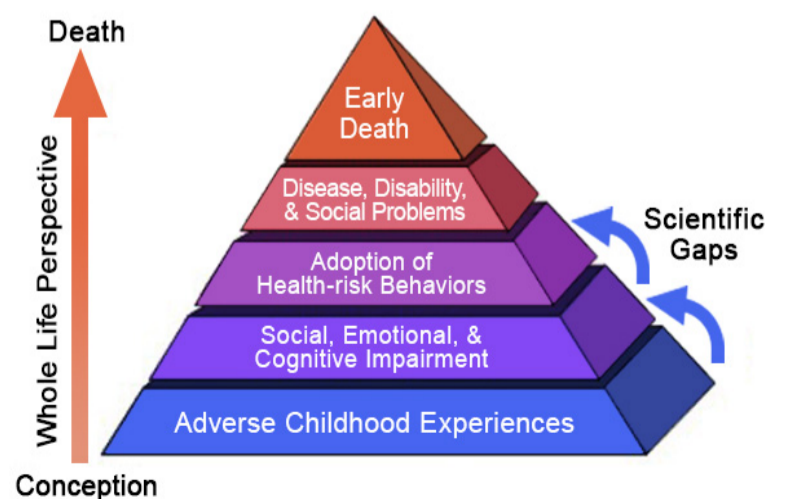 Death
Whole Life Perspective
Conception
Early
Death
Disease, Disability,
& Social Problems
Adoption of
Health-risk Behaviors
Social, Emotional, &
Cognitive Impairment
Adverse Childhood Experiences
Scientific
Gaps